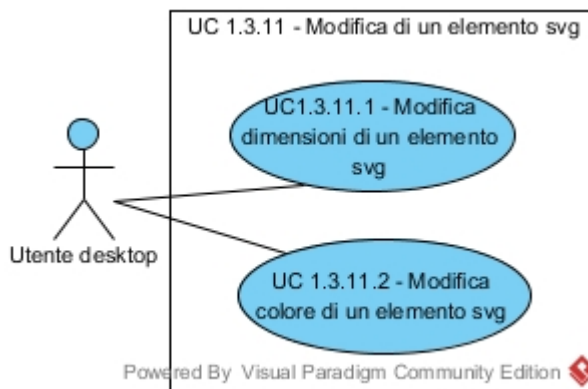 UC 1.3.11 - Modifica di un elemento svg
UC1.3.11.1 - Modifica
dimensioni di un elemento
svg
Utente desktop
UC 1.3.11.2 - Modifica
colore di un elemento svg
Powered By Visual Paradigm Community Edition